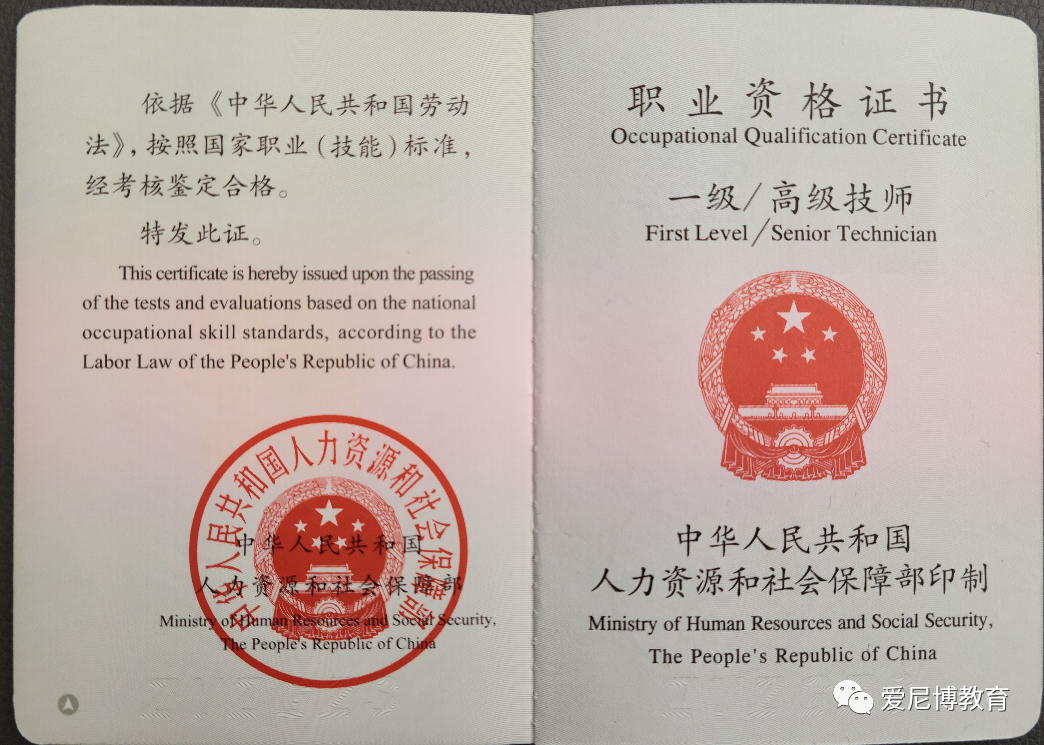 依据《中华人民共和国劳动
法》，按照国家职业（技能）标准，
经考核鉴定合格。
特发此证。
This certificate is hereby issued upon the passing
of the tests and evaluations based on the national
occupational skill standards, according to the
Labor Law of the People's Republic of China.
中华人民共和国人力资源和社会保障部
中华人民共和国
人力资源和社会保障部
Ministry of Human Resources and Social Security,
The People's Republic of China
职业资格证书
Occupational Qualification Certificate
一级/高级技师
First Level/Senior Technician
中华人民共和国
人力资源和社会保障部印制
Ministry of Human Resources and Social Security,
The People's Republic of China
爱尼博教育